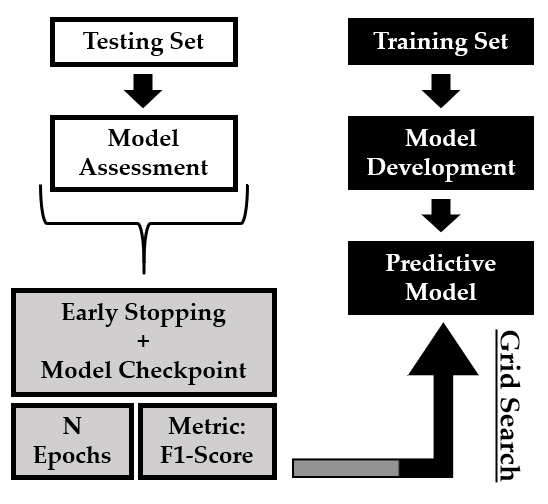 Testing Set
Model
Assessment
Early Stopping
+
Model Checkpoint
N
Epochs
Metric:
F1-Score
Training Set
Model
Development
Predictive
Model
Grid Search